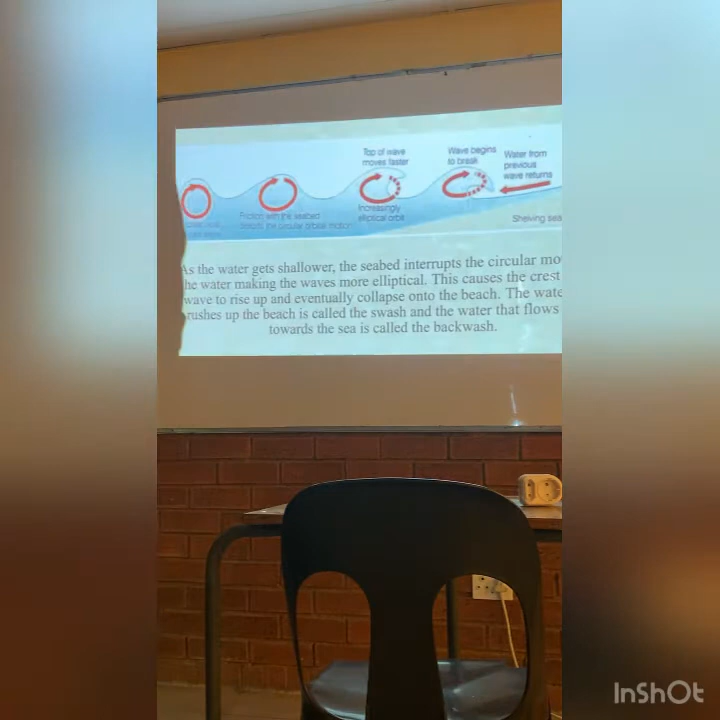 Top of wave
moves faster
Wave begins
to break
Water from
previous
wave returns
Friction with the seabed
the circular orbital motion
Increasingly
elliptical orbit
Shelving sea
As the water gets shallower, the seabed interrupts the circular mo
he water making the waves more elliptical. This causes the crest
wave to rise up and eventually collapse onto the beach. The wate
rushes up the beach is called the swash and the water that flows
towards the sea is called the backwash.
InShOt